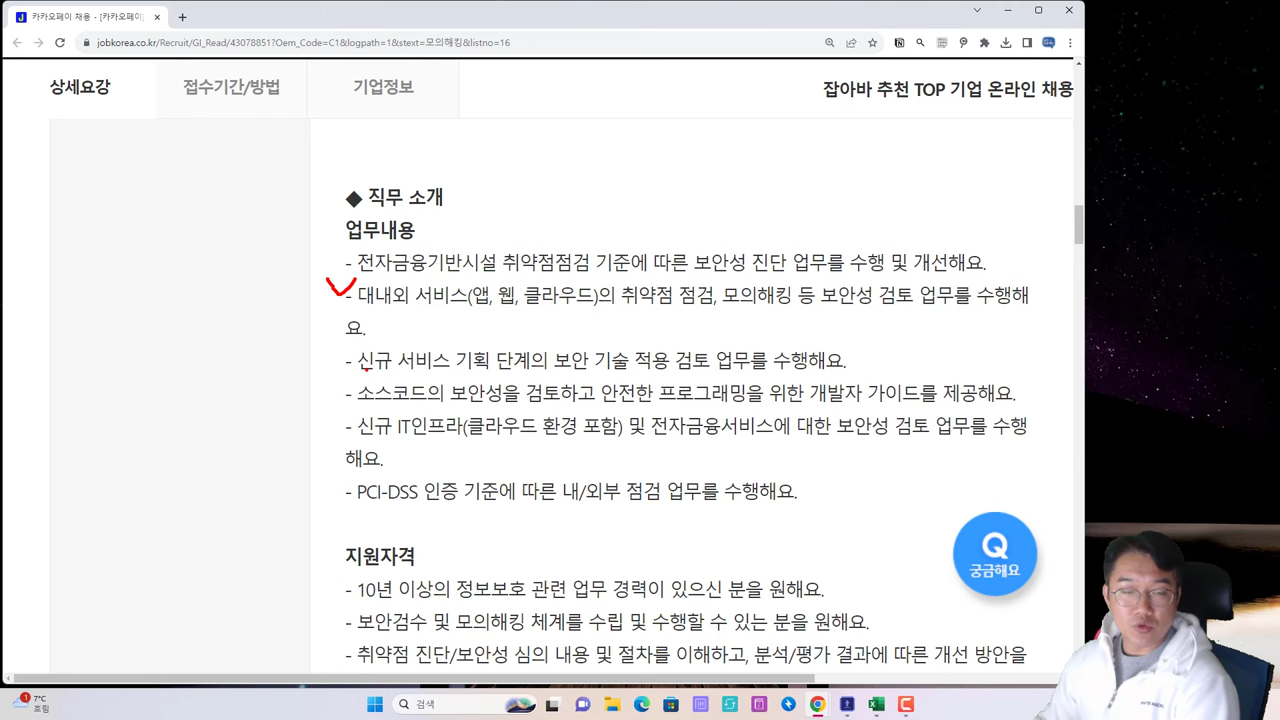 카카오페이 채용 - [카카오페이]
jobkorea.co.kr/Recruit/GI_Read/43078851?Oem_Code=C1&logpath=1&stext=모의해킹&listno=16
상세요강
접수기간/방법
기업정보
잡아바 추천 TOP 기업 온라인 채용
◆ 직무 소개
업무내용
- 전자금융기반시설 취약점점검 기준에 따른 보안성 진단 업무를 수행 및 개선해요.
- 대내외 서비스(앱, 웹, 클라우드)의 취약점 점검, 모의해킹 등 보안성 검토 업무를 수행해
요.
- 신규 서비스 기획 단계의 보안 기술 적용 검토 업무를 수행해요.
- 소스코드의 보안성을 검토하고 안전한 프로그래밍을 위한 개발자 가이드를 제공해요.
- 신규 IT인프라(클라우드 환경 포함) 및 전자금융서비스에 대한 보안성 검토 업무를 수행
해요.
- PCI-DSS 인증 기준에 따른 내/외부 점검 업무를 수행해요.
Q
궁금해요
지원자격
- 10년 이상의 정보보호 관련 업무 경력이 있으신 분을 원해요.
- 보안검수 및 모의해킹 체계를 수립 및 수행할 수 있는 분을 원해요.
- 취약점 진단/보안성 심의 내용 및 절차를 이해하고, 분석/평가 결과에 따른 개선 방안을
1
7°C
흐림
검색